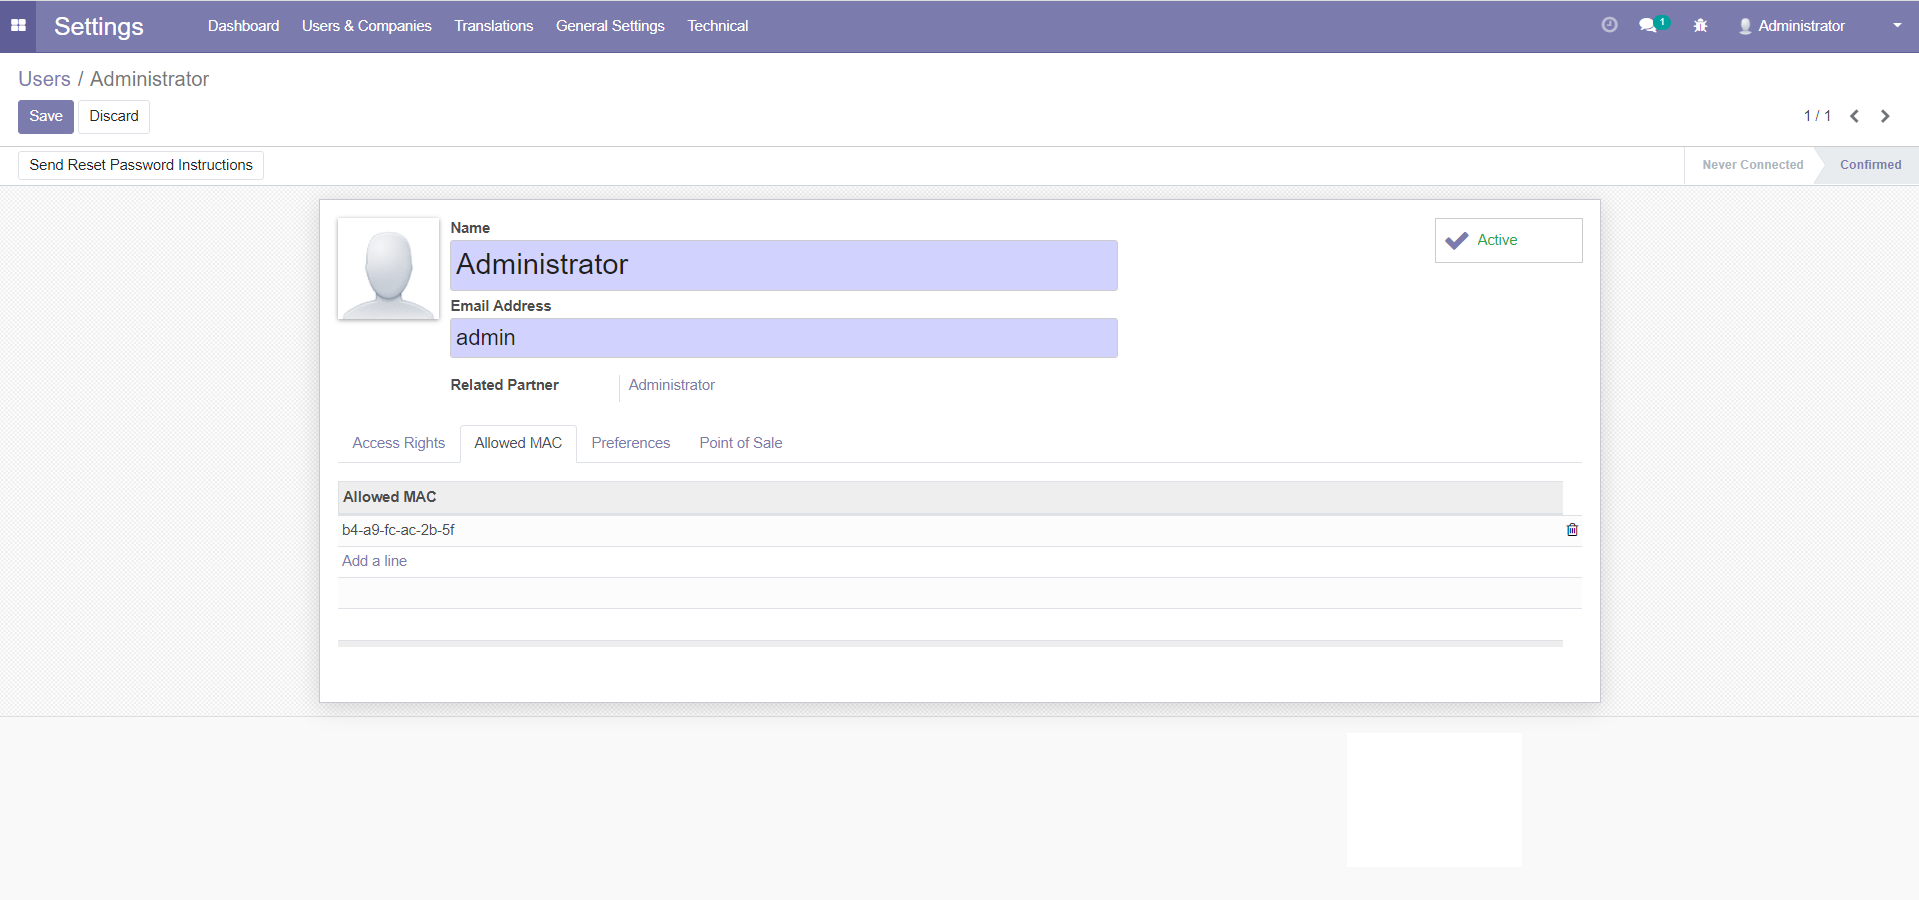 Settings Dashboard Users & Companies Translations General Settings Technical 1 Administrator
Users / Administrator
Save Discard 1 / 1
Send Reset Password Instructions Never Connected Confirmed
Name
Administrator
Active
Email Address
admin
Related Partner Administrator
Access Rights Allowed MAC Preferences Point of Sale
Allowed MAC
b4-a9-fc-ac-2b-5f
Add a line